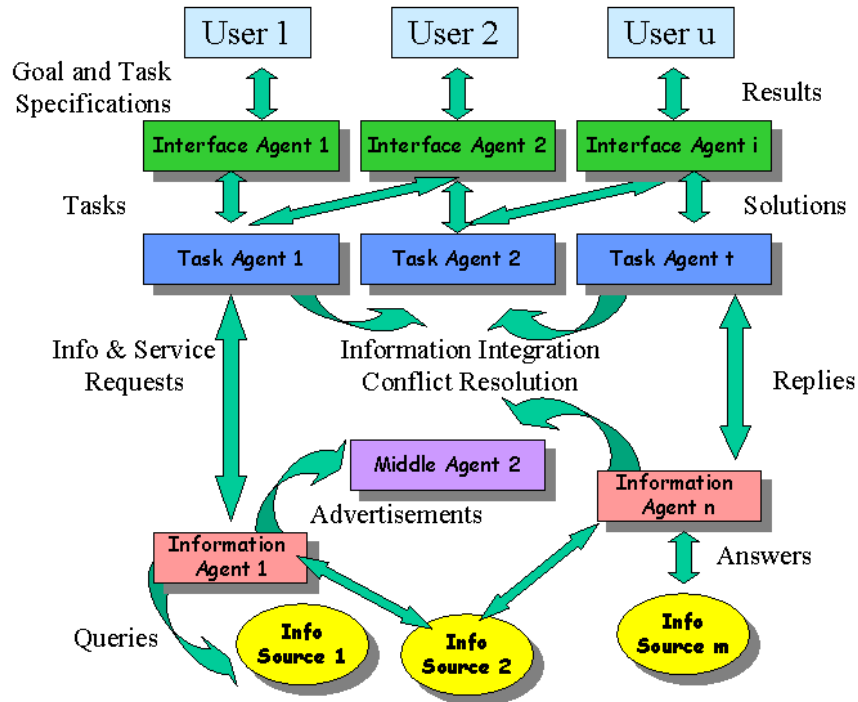 User 1
User 2
User u
Goal and Task
Specifications
Results
Interface Agent 1
Interface Agent 2
Interface Agent i
Tasks
Solutions
Task Agent 1
Task Agent 2
Task Agent t
Info & Service
Requests
Information Integration
Conflict Resolution
Replies
Middle Agent 2
Information
Agent n
Advertisements
Information
Agent 1
Answers
Queries
Info
Source 1
Info
Source 2
Info
Source m